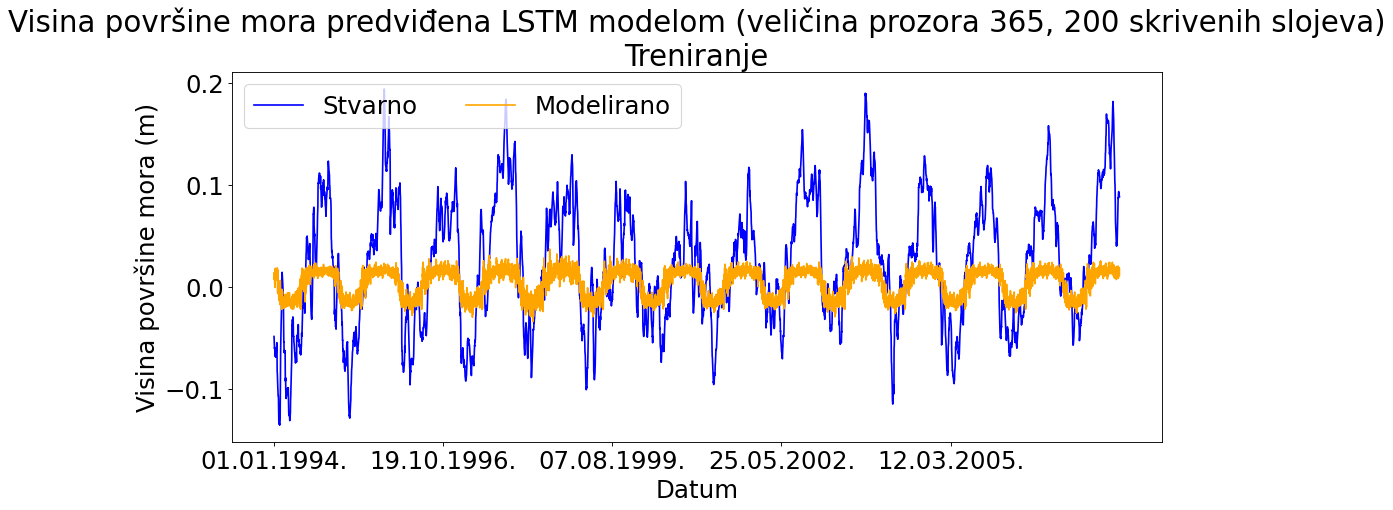 Visina površine mora predviđena LSTM modelom (veličina prozora 365, 200 skrivenih slojeva)
Treniranje
Stvarno
Modelirano
Visina površine mora (m)
0.2
0.1
0.0
−0.1
01.01.1994.
19.10.1996.
07.08.1999.
25.05.2002.
12.03.2005.
Datum